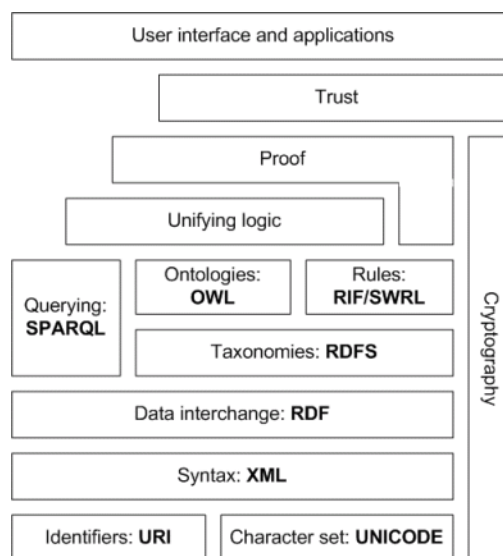 User interface and applications
Trust
Proof
Unifying logic
Querying:
SPARQL
Ontologies:
OWL
Rules:
RIF/SWRL
Taxonomies: RDFS
Data interchange: RDF
Syntax: XML
Identifiers: URI
Character set: UNICODE
Cryptography